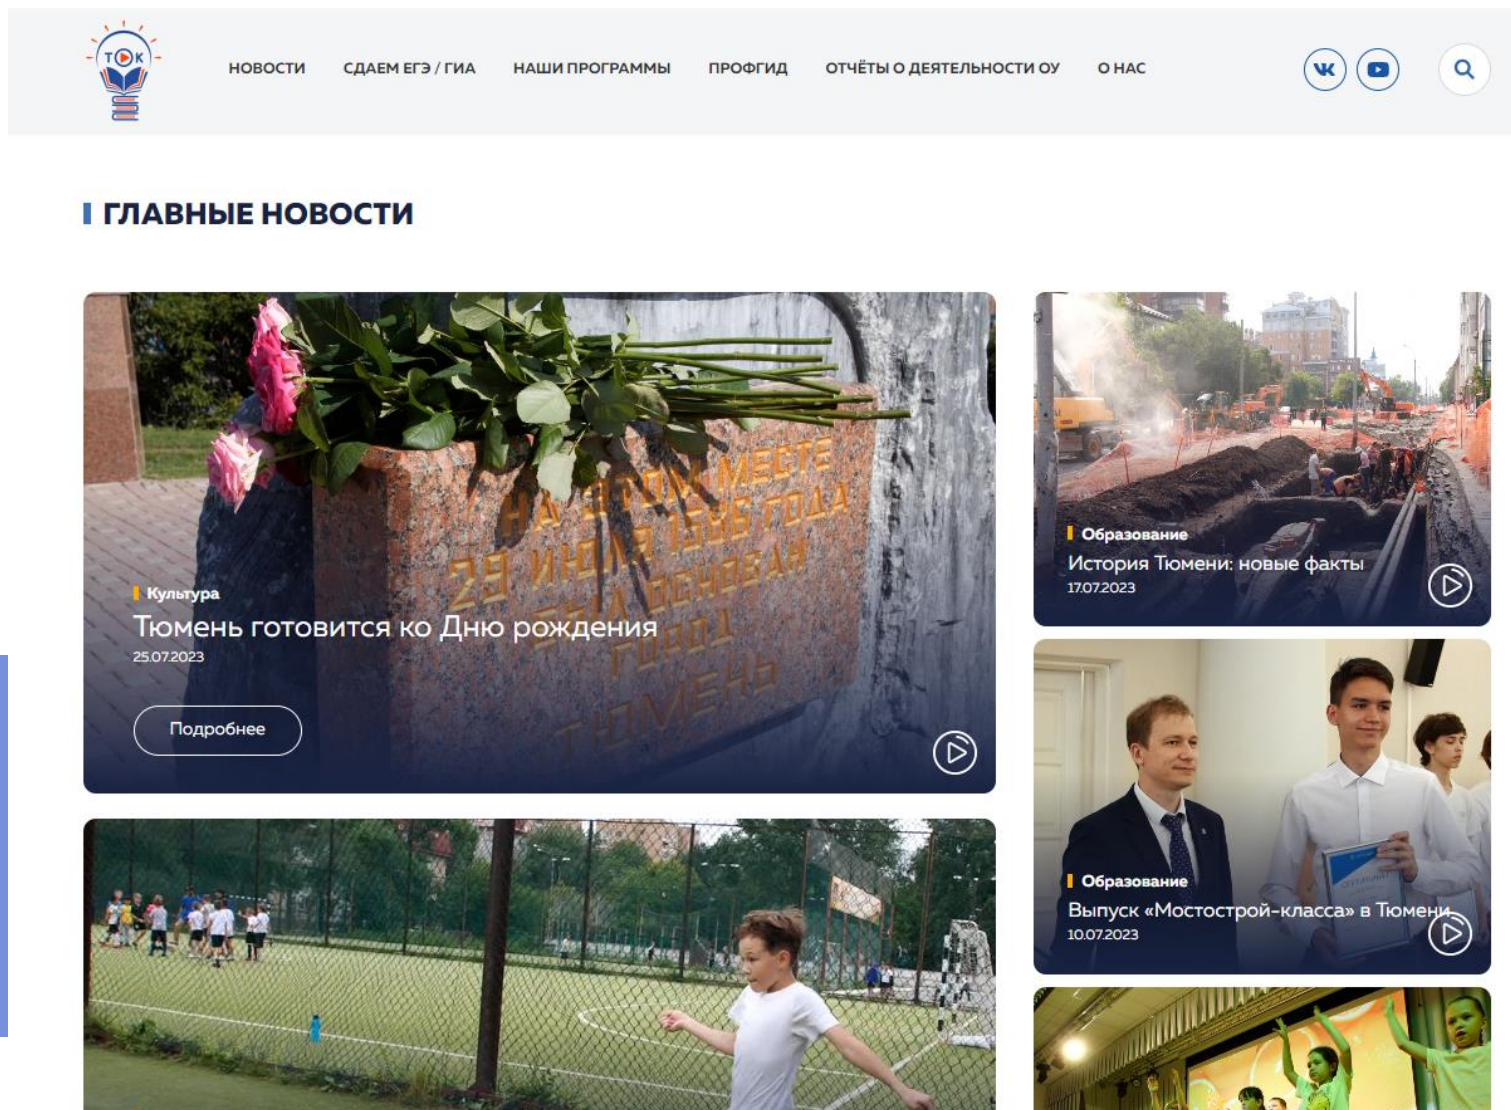 ТОК
НОВОСТИ
СДАЕМ ЕГЭ / ГИА
НАШИ ПРОГРАММЫ
ПРОФГИД
ОТЧЁТЫ О ДЕЯТЕЛЬНОСТИ ОУ
О НАС
ГЛАВНЫЕ НОВОСТИ
НА ЭТОМ МЕСТЕ
29 ИЮЛЯ 1586 ГОДА
БЫЛ ОСНОВАН
ГОРОД
ТЮМЕНЬ
Культура
Тюмень готовится ко Дню рождения
25.07.2023
Подробнее
Образование
История Тюмени: новые факты
17.07.2023
Образование
Выпуск «Мостострой-класса» в Тюмени
10.07.2023